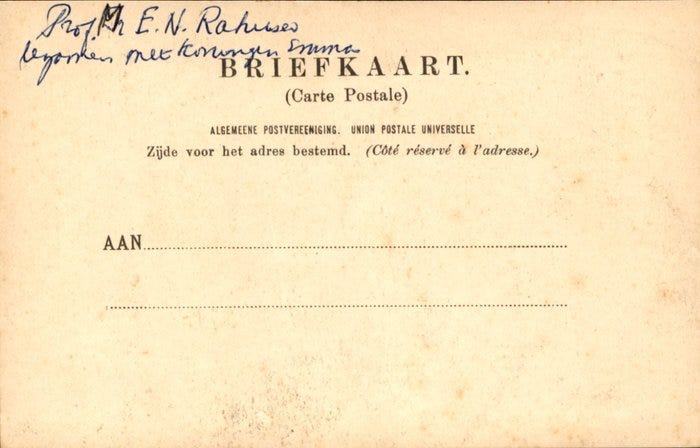 Prof. Mr E. N. Rahusen
met Koningin Emma
BRIEFKAART.
(Carte Postale)
ALGEMEENE POSTVEREENIGING. UNION POSTALE UNIVERSELLE
Zijde voor het adres bestemd. (Côté réservé à l'adresse.)
AAN